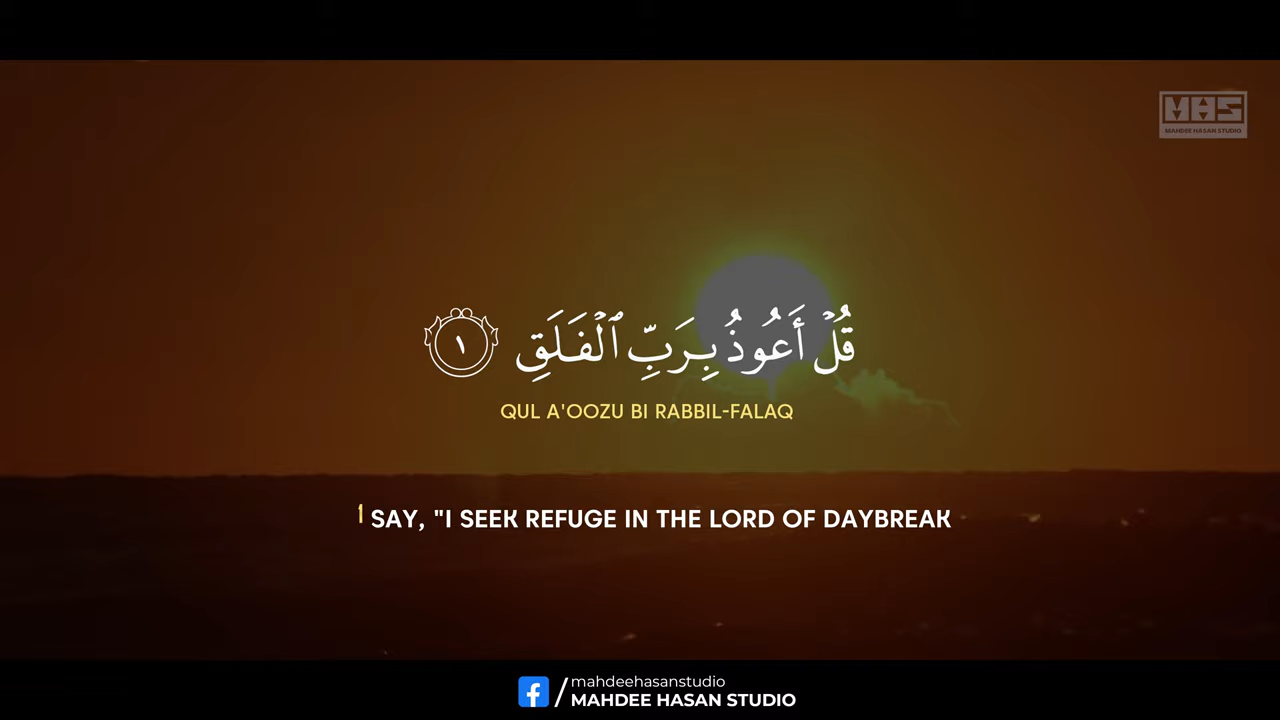 MHS
MAHDEE HASAN STUDIO
قُلۡ أَعُوذُ بِرَبِّ ٱلۡفَلَقِ ١
QUL A'OOZU BI RABBIL-FALAQ
1 SAY, "I SEEK REFUGE IN THE LORD OF DAYBREAK
mahdeehasanstudio
MAHDEE HASAN STUDIO